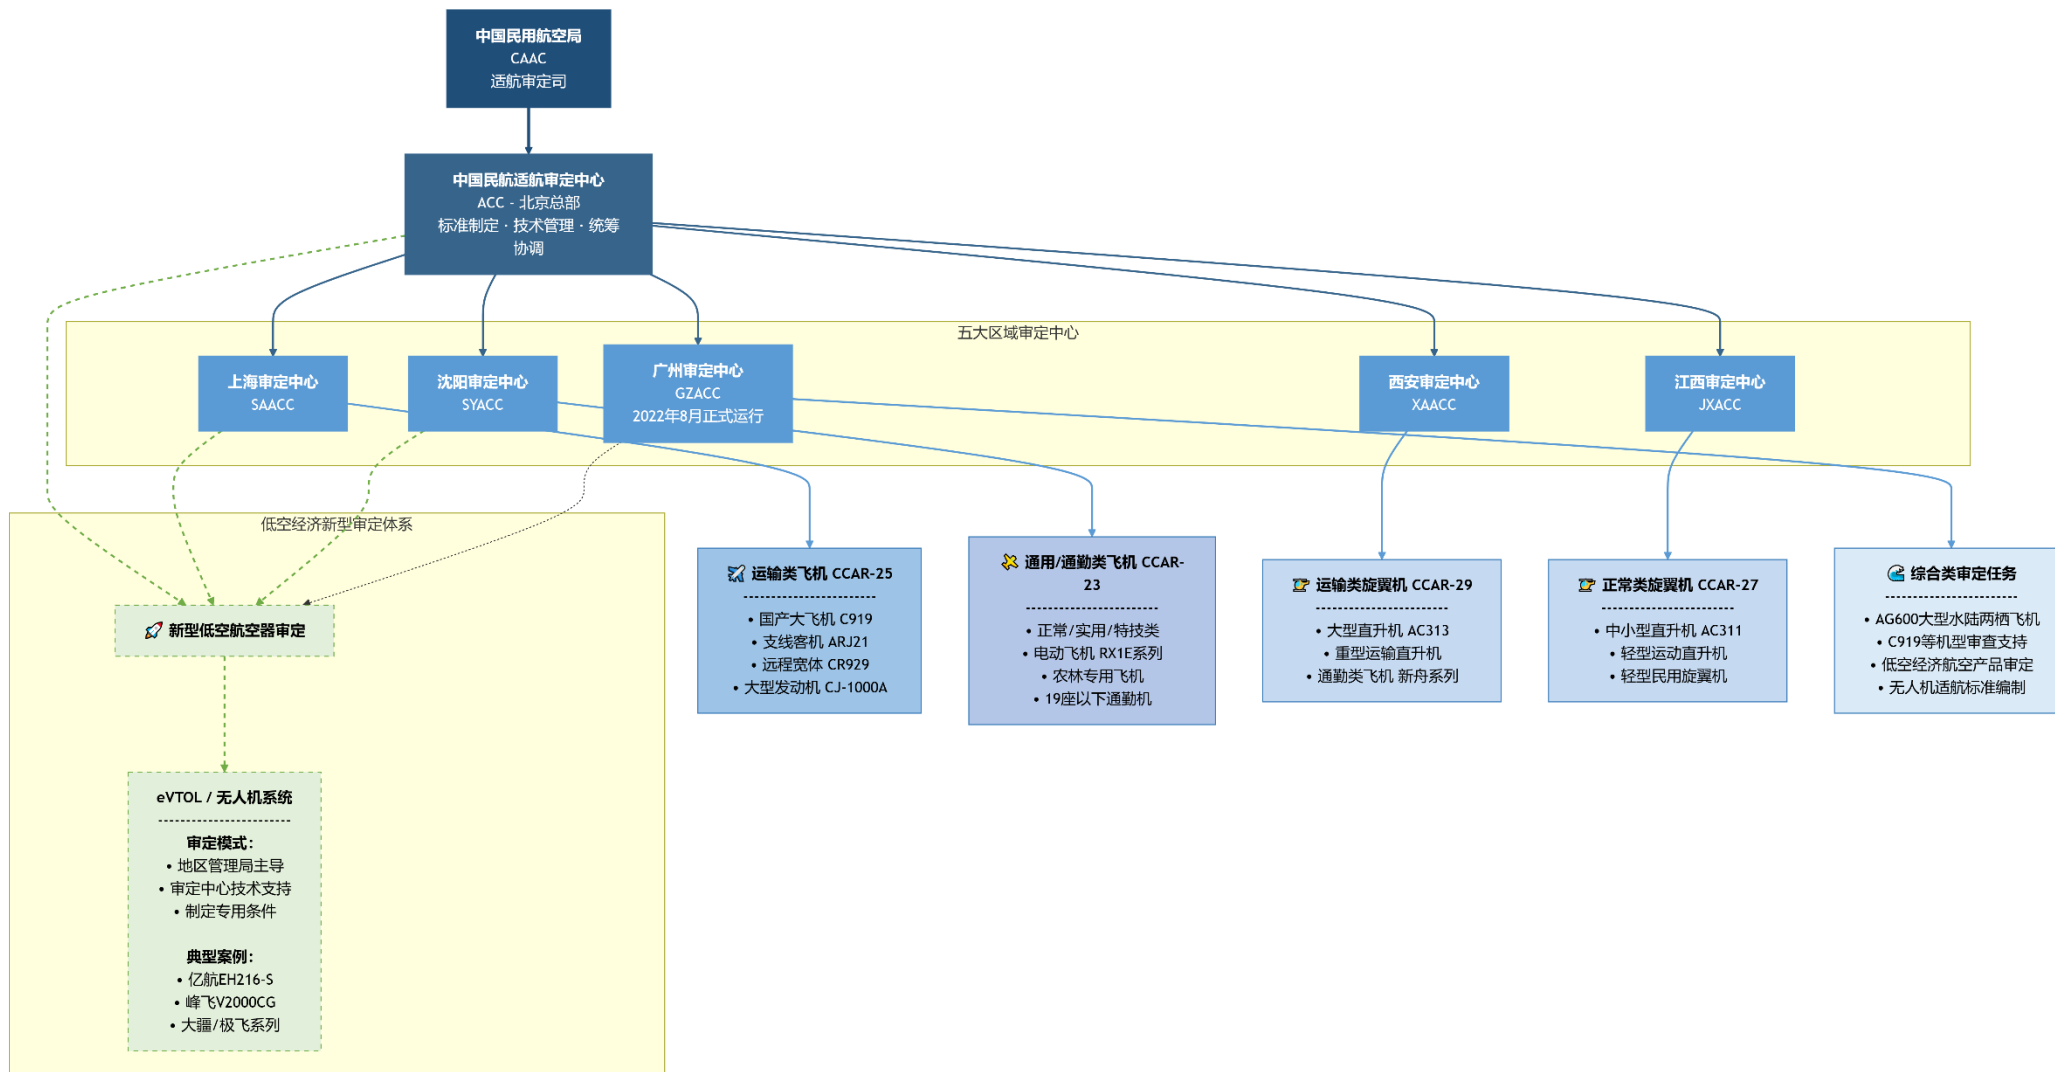 中国民用航空局
CAAC
适航审定司
中国民航适航审定中心
ACC - 北京总部
标准制定 · 技术管理 · 统筹
协调
五大区域审定中心
上海审定中心
SAACC
沈阳审定中心
SYACC
广州审定中心
GZACC
2022年8月正式运行
西安审定中心
XAACC
江西审定中心
JXACC
低空经济新型审定体系
新型低空航空器审定
eVTOL / 无人机系统
------------------------
审定模式：
• 地区管理局主导
• 审定中心技术支持
• 制定专用条件
典型案例：
• 亿航EH216-S
• 峰飞V2000CG
• 大疆/极飞系列
运输类飞机 CCAR-25
------------------------
• 国产大飞机 C919
• 支线客机 ARJ21
• 远程宽体 CR929
• 大型发动机 CJ-1000A
通用/通勤类飞机 CCAR-
23
------------------------
• 正常/实用/特技类
• 电动飞机 RX1E系列
• 农林专用飞机
• 19座以下通勤机
运输类旋翼机 CCAR-29
------------------------
• 大型直升机 AC313
• 重型运输直升机
• 通勤类飞机 新舟系列
正常类旋翼机 CCAR-27
------------------------
• 中小型直升机 AC311
• 轻型运动直升机
• 轻型民用旋翼机
综合类审定任务
------------------------
• AG600大型水陆两栖飞机
• C919等机型审查支持
• 低空经济航空产品审定
• 无人机适航标准编制